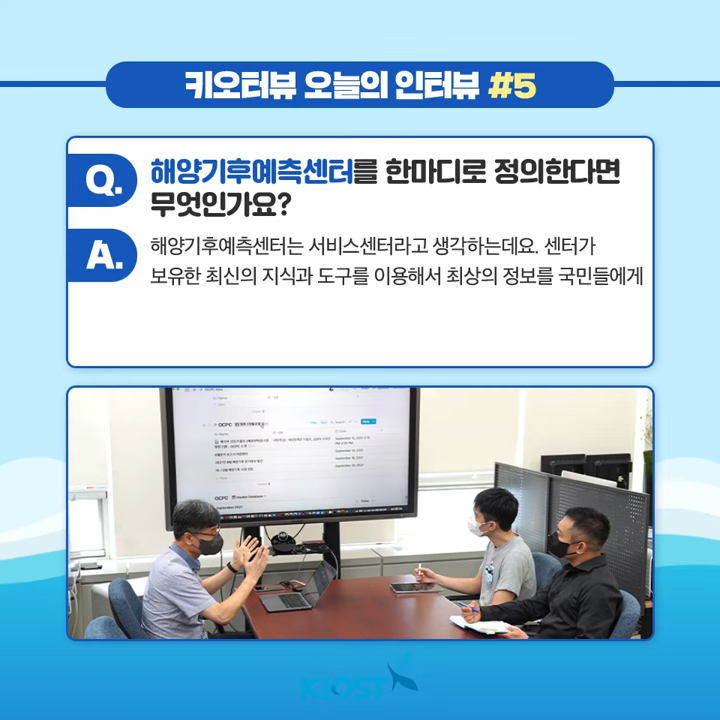 키오터뷰 오늘의 인터뷰 #5
Q.
해양기후예측센터를 한마디로 정의한다면
무엇인가요?
A.
해양기후예측센터는 서비스센터라고 생각하는데요. 센터가
보유한 최신의 지식과 도구를 이용해서 최상의 정보를 국민들에게
OCPC
OCPC
KIOST